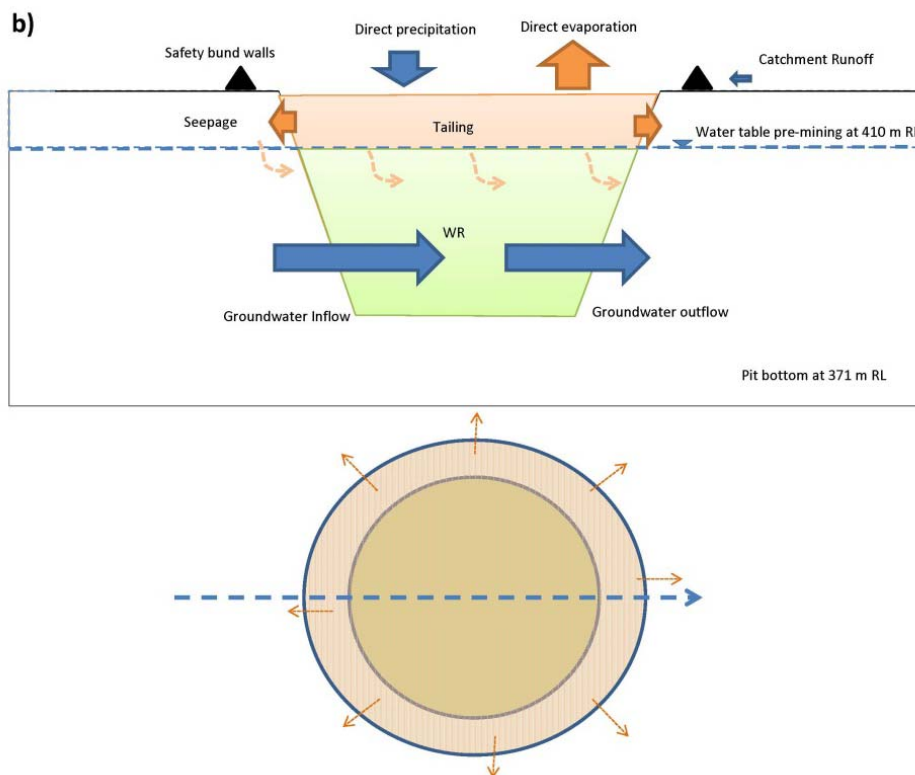 b)
Direct precipitation
Direct evaporation
Safety bund walls
Catchment Runoff
Seepage
Tailing
Water table pre-mining at 410 m RL
WR
Groundwater Inflow
Groundwater outflow
Pit bottom at 371 m RL